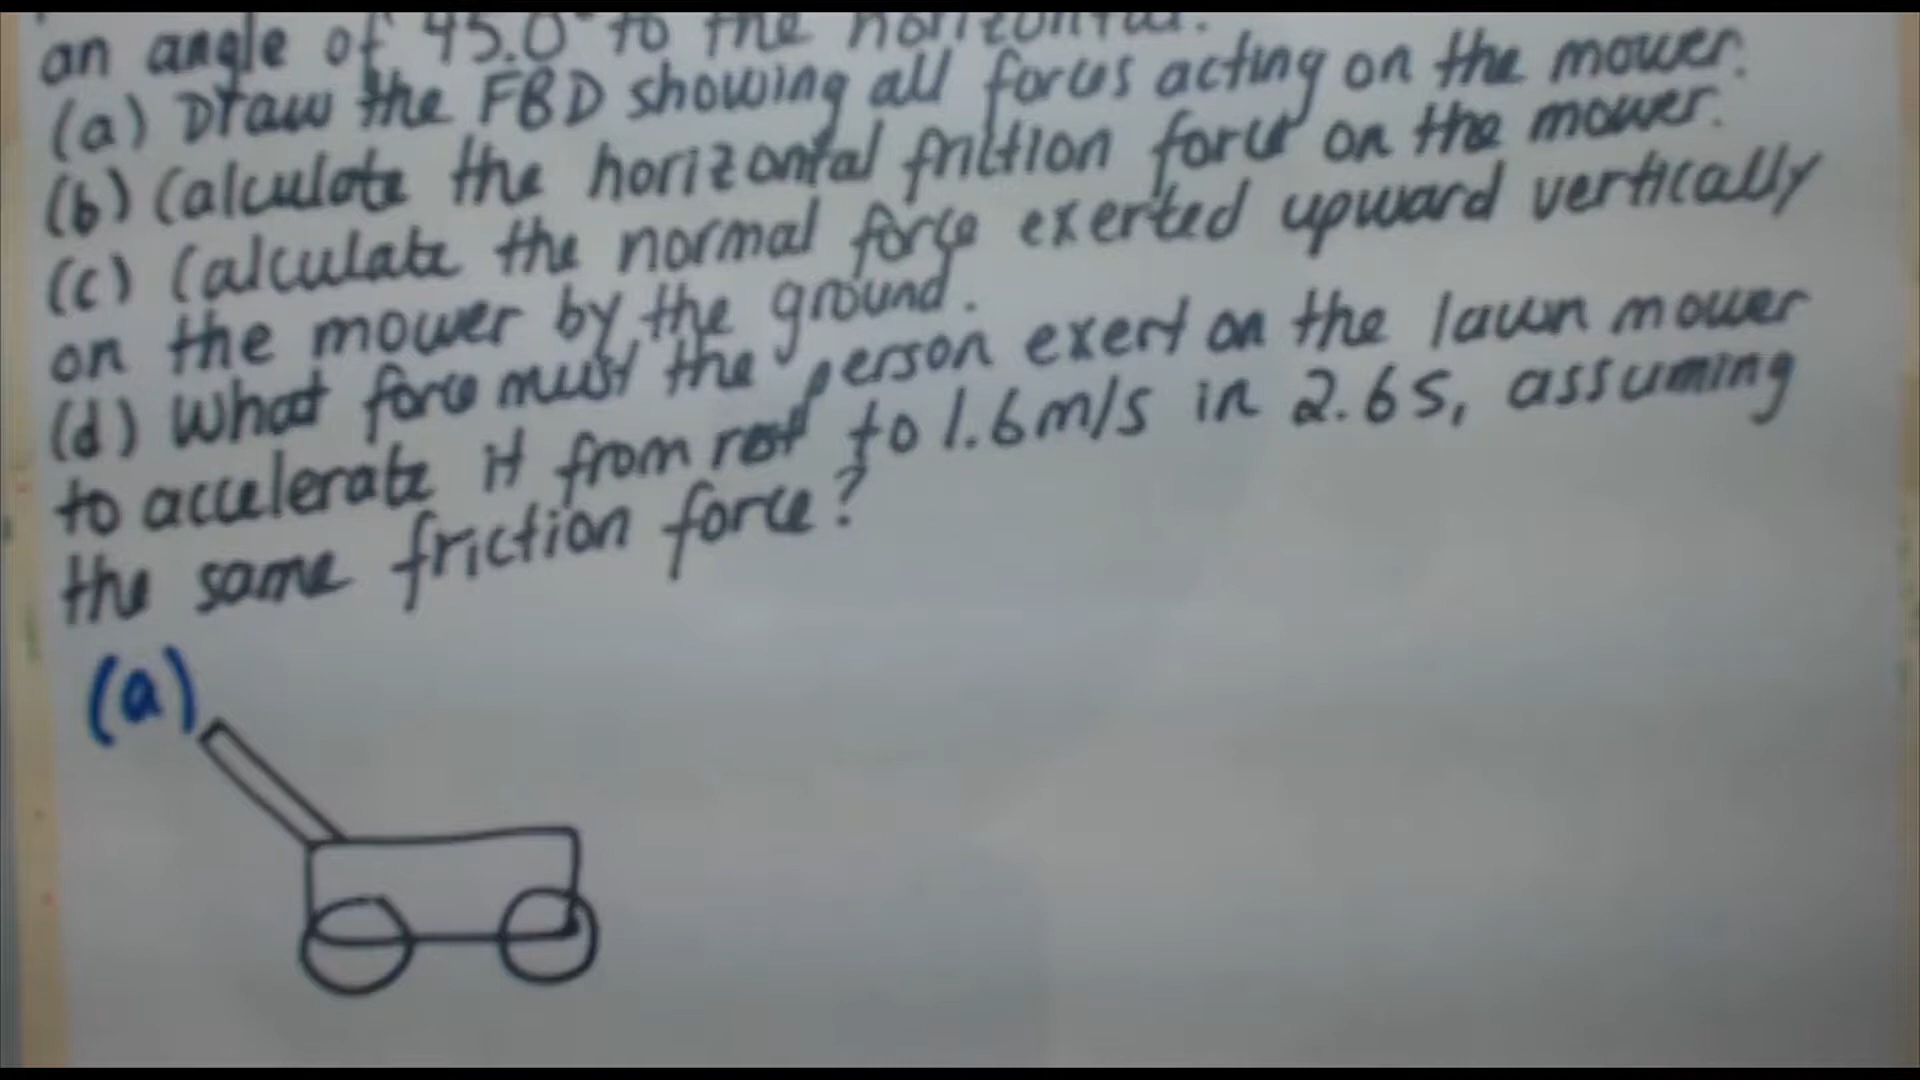 an angle of 45.0° to the horizontal.
(a) Draw the FBD showing all forces acting on the mower.
(b) Calculate the horizontal friction force on the mower.
(c) Calculate the normal force exerted upward vertically
on the mower by the ground.
(d) What force must the person exert on the lawn mower
to accelerate it from rest to 1.6m/s in 2.6s, assuming
the same friction force?
(a)